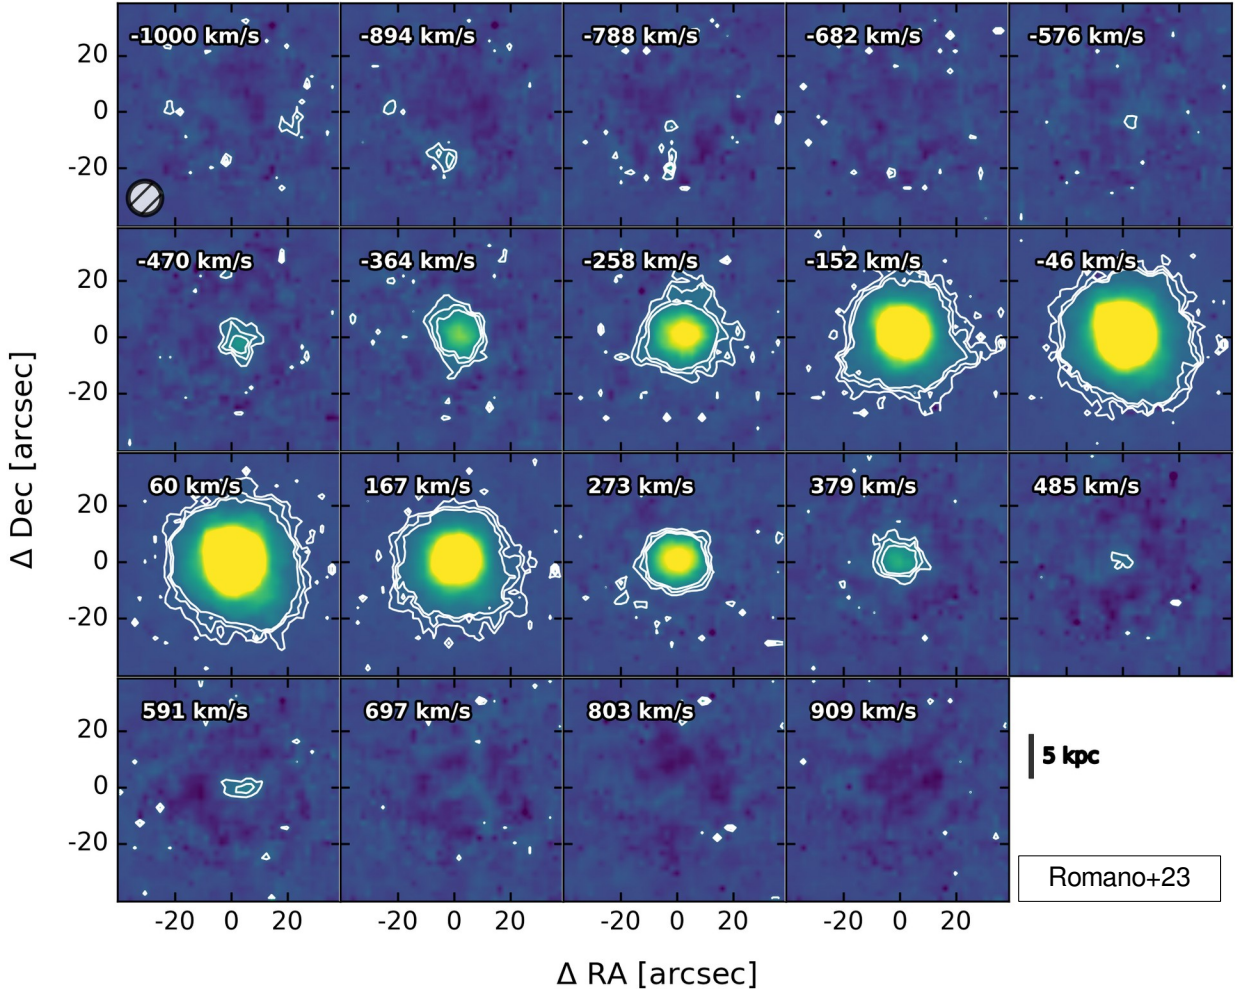 -1000 km/s -894 km/s -788 km/s -682 km/s -576 km/s
20
0
-20
-470 km/s -364 km/s -258 km/s -152 km/s -46 km/s
20
0
-20
60 km/s 167 km/s 273 km/s 379 km/s 485 km/s
20
0
-20
591 km/s 697 km/s 803 km/s 909 km/s
20
0
-20
5 kpc
Romano+23
-20 0 20 -20 0 20 -20 0 20 -20 0 20
Δ RA [arcsec]
Δ Dec [arcsec]